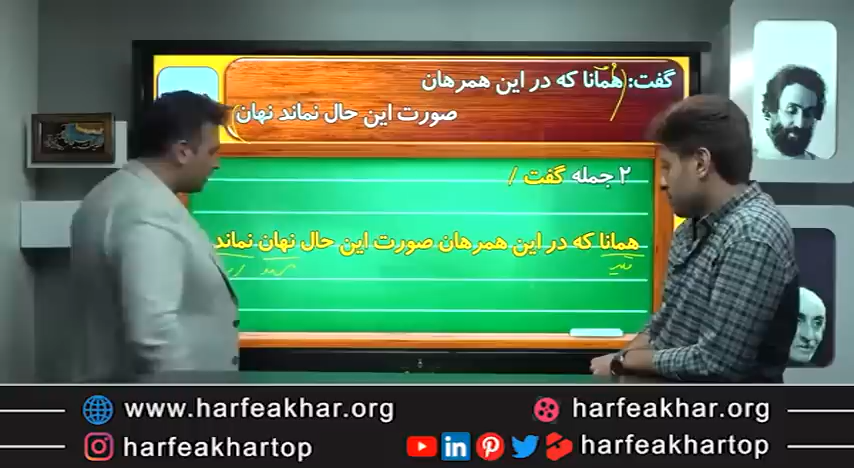 گفت: همانا که در این همرهان
صورت این حال نماند نهان
۲ جمله گفت /
همانا که در این همرهان صورت این حال نهان نماند
www.harfeakhar.org
harfeakhar.org
harfeakhartop
harfeakhartop